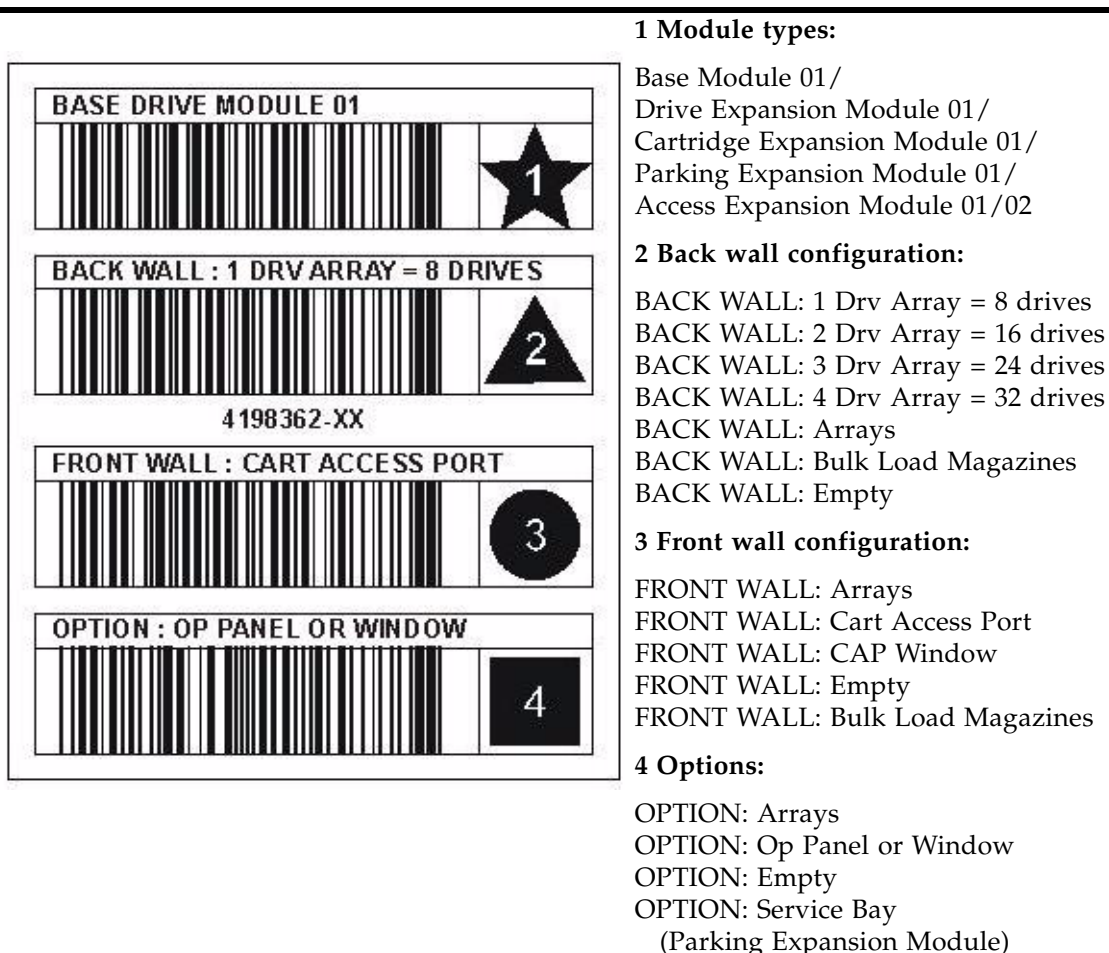 BASE DRIVE MODULE 01
1
BACK WALL : 1 DRV ARRAY = 8 DRIVES
2
4198362-XX
FRONT WALL : CART ACCESS PORT
3
OPTION : OP PANEL OR WINDOW
4
1 Module types:
Base Module 01/
Drive Expansion Module 01/
Cartridge Expansion Module 01/
Parking Expansion Module 01/
Access Expansion Module 01/02
2 Back wall configuration:
BACK WALL: 1 Drv Array = 8 drives
BACK WALL: 2 Drv Array = 16 drives
BACK WALL: 3 Drv Array = 24 drives
BACK WALL: 4 Drv Array = 32 drives
BACK WALL: Arrays
BACK WALL: Bulk Load Magazines
BACK WALL: Empty
3 Front wall configuration:
FRONT WALL: Arrays
FRONT WALL: Cart Access Port
FRONT WALL: CAP Window
FRONT WALL: Empty
FRONT WALL: Bulk Load Magazines
4 Options:
OPTION: Arrays
OPTION: Op Panel or Window
OPTION: Empty
OPTION: Service Bay
(Parking Expansion Module)